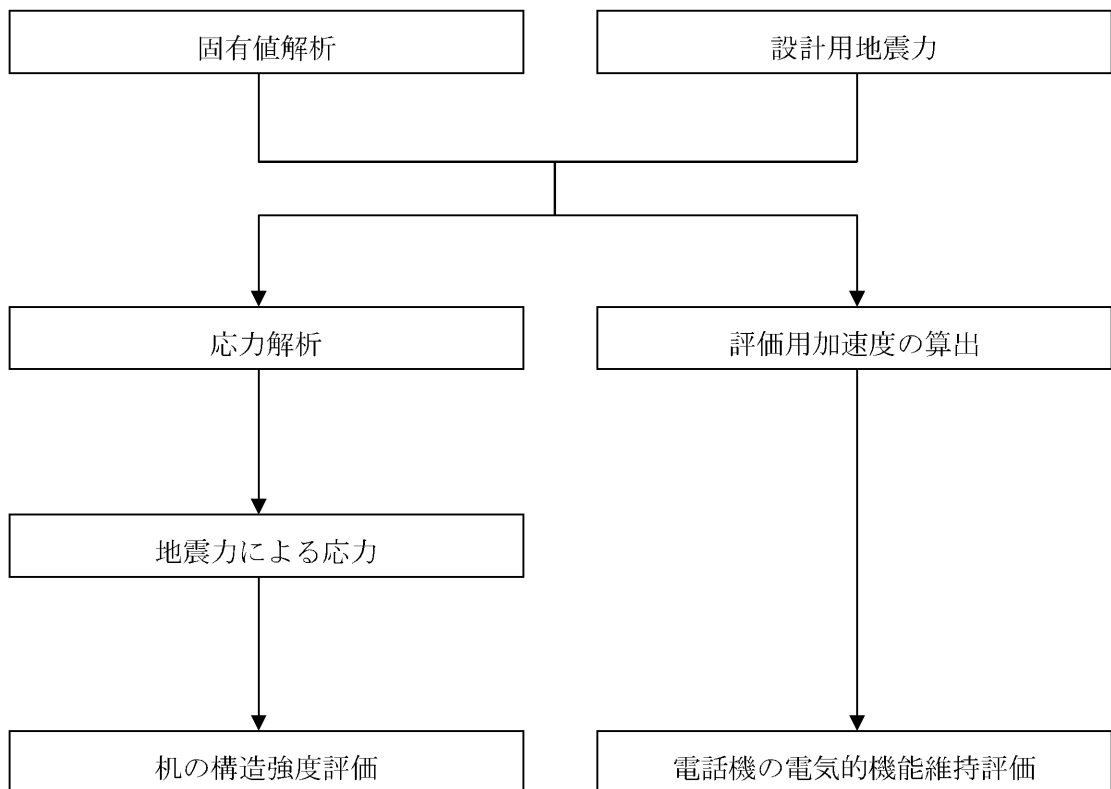 固有値解析
設計用地震力
応力解析
評価用加速度の算出
地震力による応力
机の構造強度評価
電話機の電気的機能維持評価